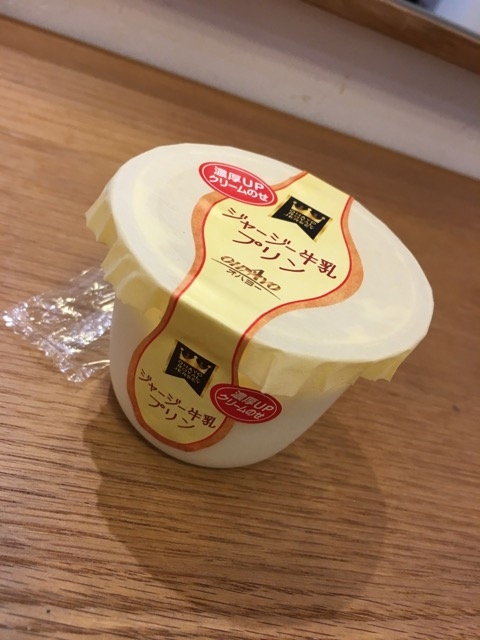 濃厚UP
クリームのせ
ジャージー牛乳
プリン
OHAYO
オハヨー
ジャージー牛乳
プリン
濃厚UP
クリームのせ